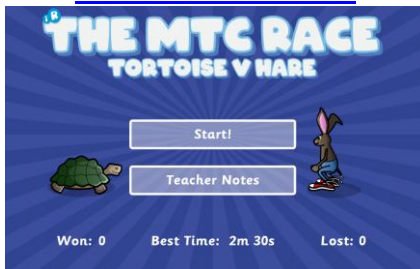 THE MTC RACE
TORTOISE V HARE
Start!
Teacher Notes
Won: 0 Best Time: 2m 30s Lost: 0